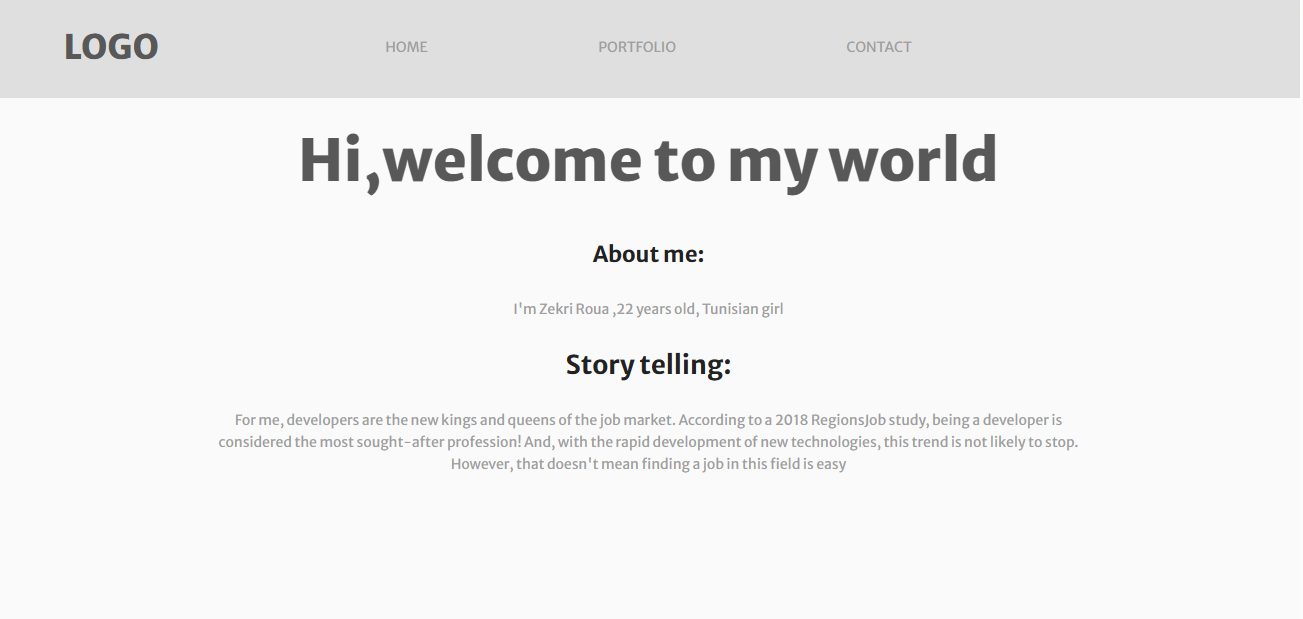 LOGO HOME PORTFOLIO CONTACT
Hi,welcome to my world
About me:
I'm Zekri Roua ,22 years old, Tunisian girl
Story telling:
For me, developers are the new kings and queens of the job market. According to a 2018 RegionsJob study, being a developer is
considered the most sought-after profession! And, with the rapid development of new technologies, this trend is not likely to stop.
However, that doesn't mean finding a job in this field is easy